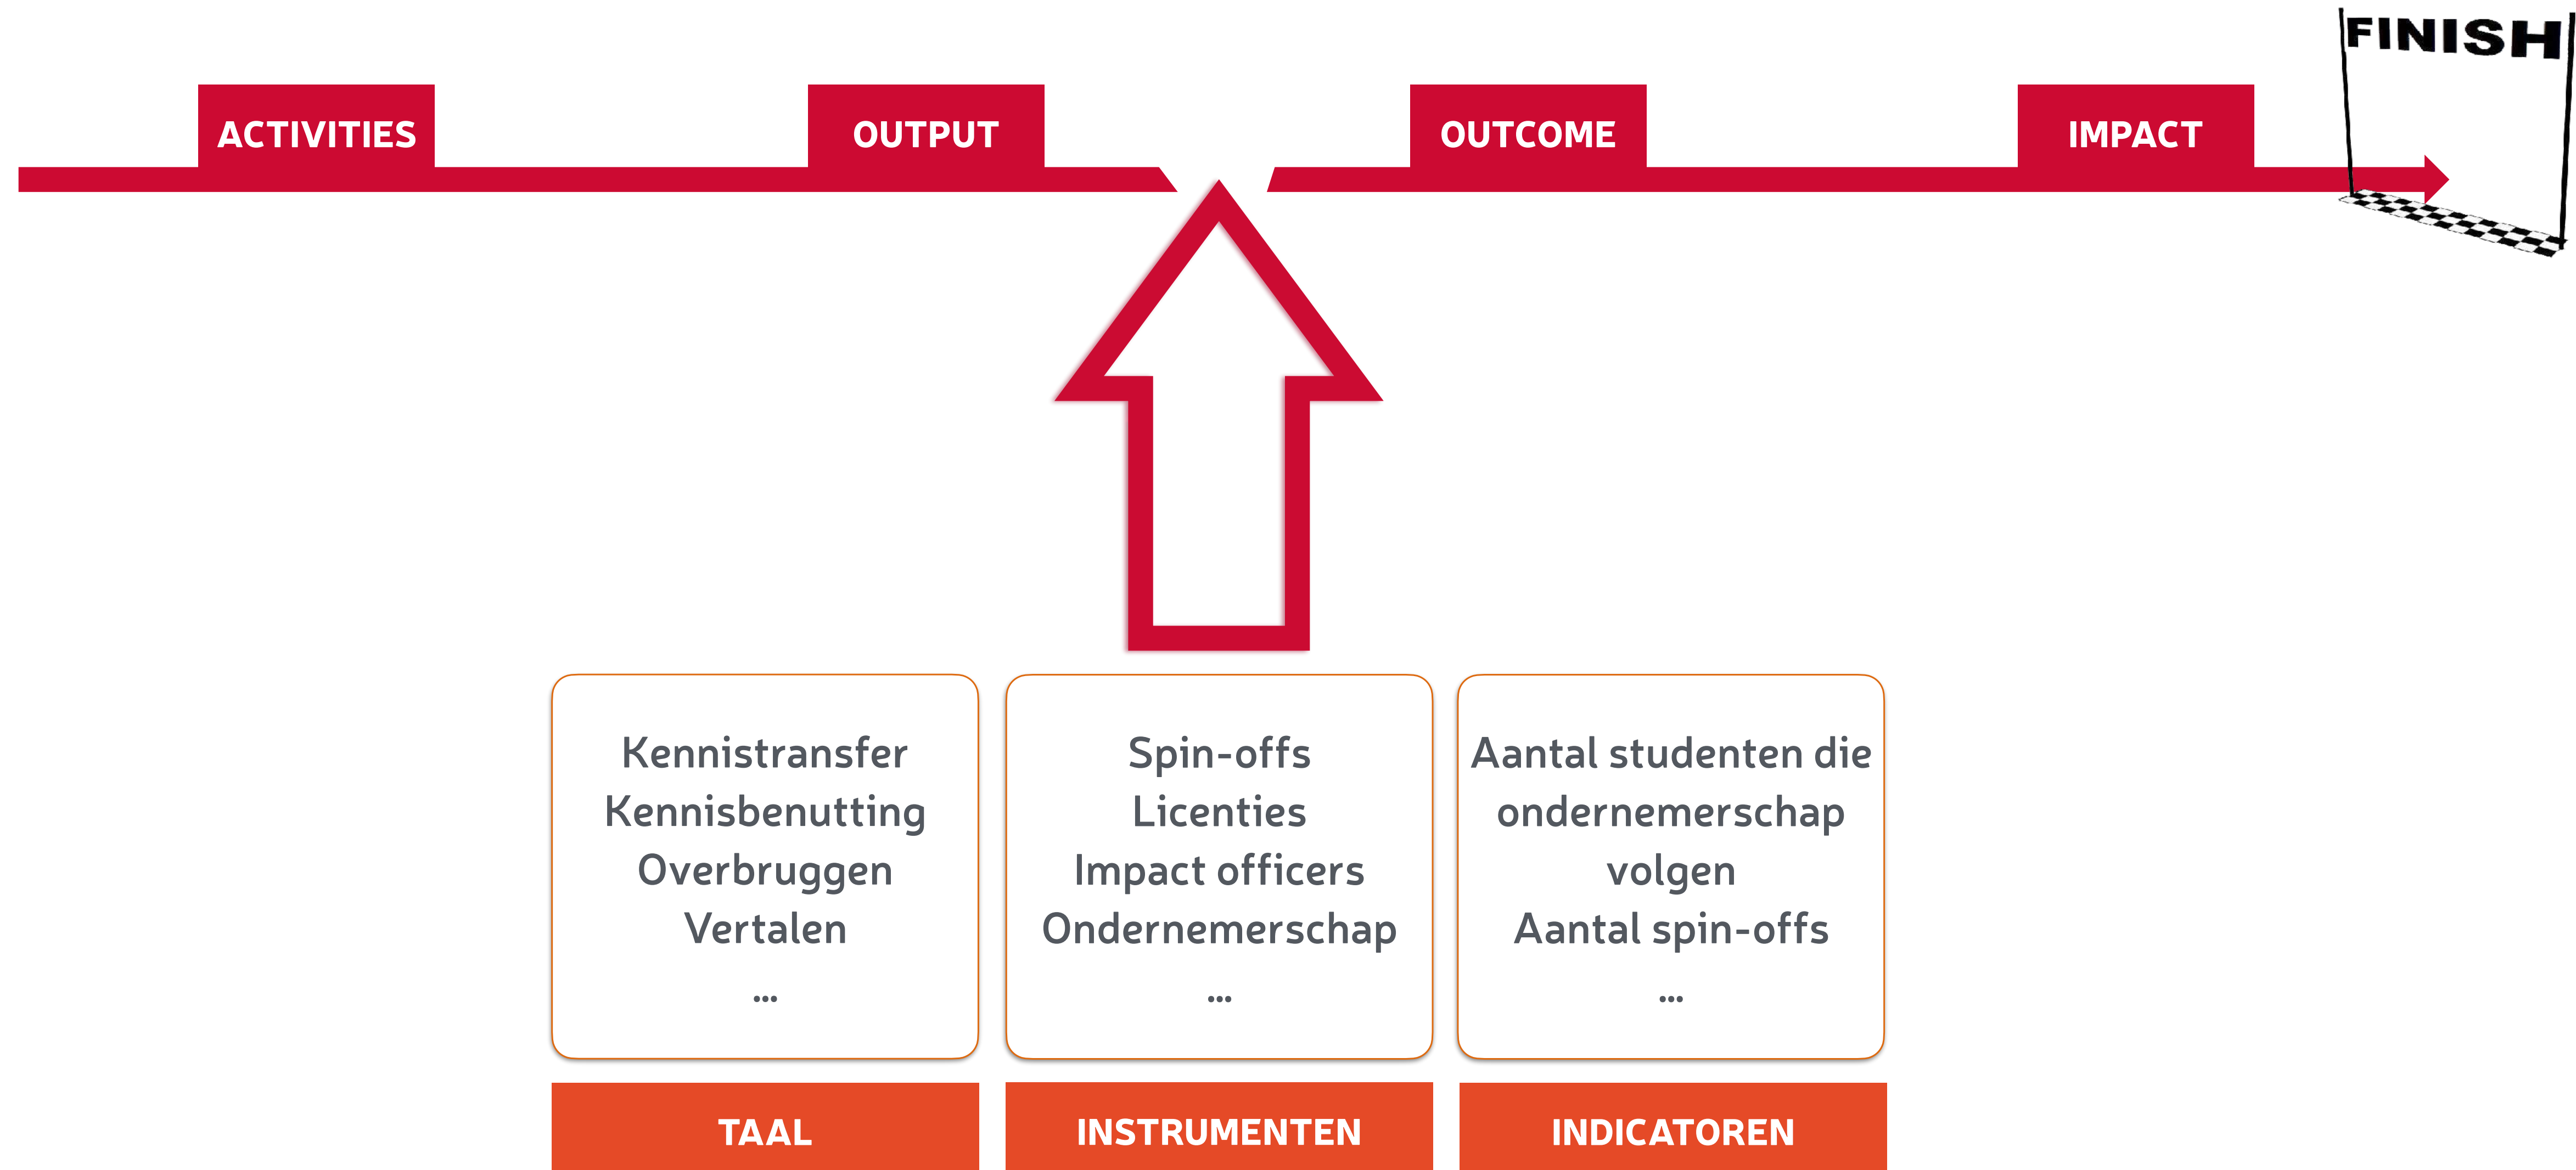 FINISH
ACTIVITIES
OUTPUT
OUTCOME
IMPACT
Kennistransfer
Kennisbenutting
Overbruggen
Vertalen
...
Spin-offs
Licenties
Impact officers
Ondernemerschap
...
Aantal studenten die
ondernemerschap
volgen
Aantal spin-offs
...
TAAL
INSTRUMENTEN
INDICATOREN